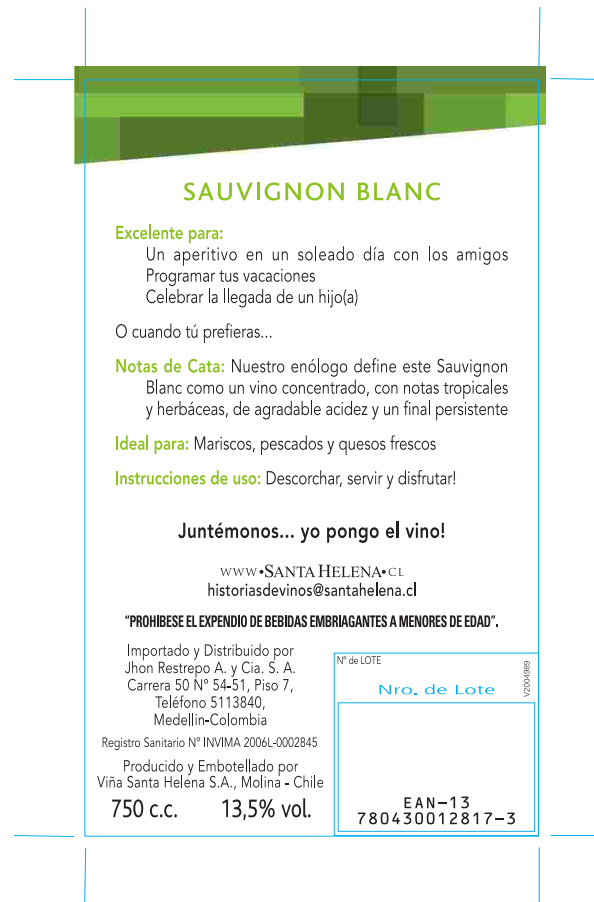 SAUVIGNON BLANC
Excelente para:
Un aperitivo en un soleado día con los amigos
Programar tus vacaciones
Celebrar la llegada de un hijo(a)
O cuando tú prefieras...
Notas de Cata: Nuestro enólogo define este Sauvignon
Blanc como un vino concentrado, con notas tropicales
y herbáceas, de agradable acidez y un final persistente
Ideal para: Mariscos, pescados y quesos frescos
Instrucciones de uso: Descorchar, servir y disfrutar!
Juntémonos... yo pongo el vino!
WWW•SANTA HELENA•CL
historiasdevinos@santahelena.cl
"PROHIBESE EL EXPENDIO DE BEBIDAS EMBRIAGANTES A MENORES DE EDAD".
Importado y Distribuido por
Jhon Restrepo A. y Cia. S. A.
Carrera 50 N° 54-51, Piso 7,
Teléfono 5113840,
Medellin-Colombia
Registro Sanitario N° INVIMA 2006L-0002845
Producido y Embotellado por
Viña Santa Helena S.A., Molina - Chile
750 c.c. 13,5% vol.
N° de LOTE
Nro. de Lote
V2004989
EAN-13
780430012817-3